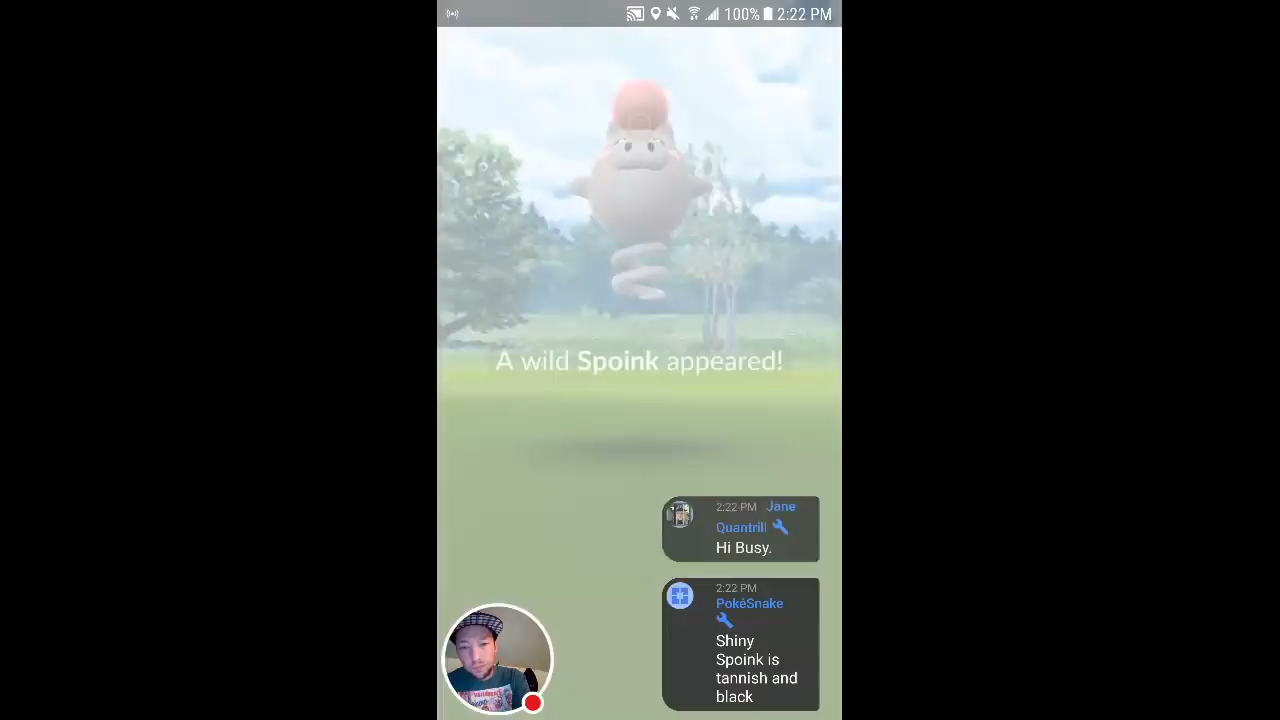 100% 2:22 PM
A wild Spoink appeared!
2:22 PM Jane
Quantrill
Hi Busy.
2:22 PM
PokéSnake
Shiny
Spoink is
tannish and
black